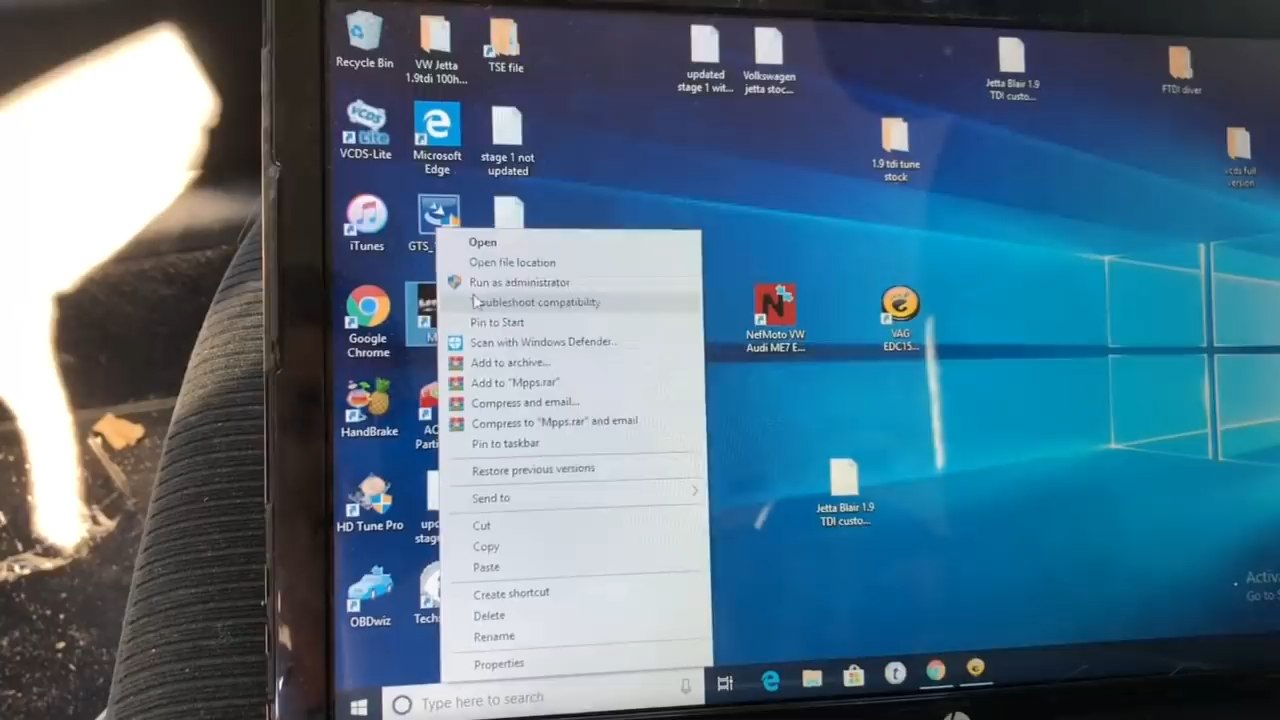 Recycle Bin
VW Jetta
1.9tdi 100h...
TSE file
updated
stage 1 wit...
Volkswagen
jetta stoc...
Jetta Blair 1.9
TDI custo...
FTDI diver
VCDS-Lite
Microsoft
Edge
stage 1 not
updated
1.9 tdi tune
stock
vcds full
version
iTunes
GTS_
Open
Open file location
Run as administrator
Troubleshoot compatibility
Pin to Start
Scan with Windows Defender...
Add to archive...
Add to "Mpps.rar"
Compress and email...
Compress to "Mpps.rar" and email
Pin to taskbar
Restore previous versions
Send to
Cut
Copy
Paste
Create shortcut
Delete
Rename
Properties
Google
Chrome
M
NefMoto VW
Audi ME7 E...
VAG
EDC15...
HandBrake
AO
Parti
HD Tune Pro
upd
stag
Jetta Blair 1.9
TDI custo...
OBDwiz
Tech
Activa
Go to S
Type here to search